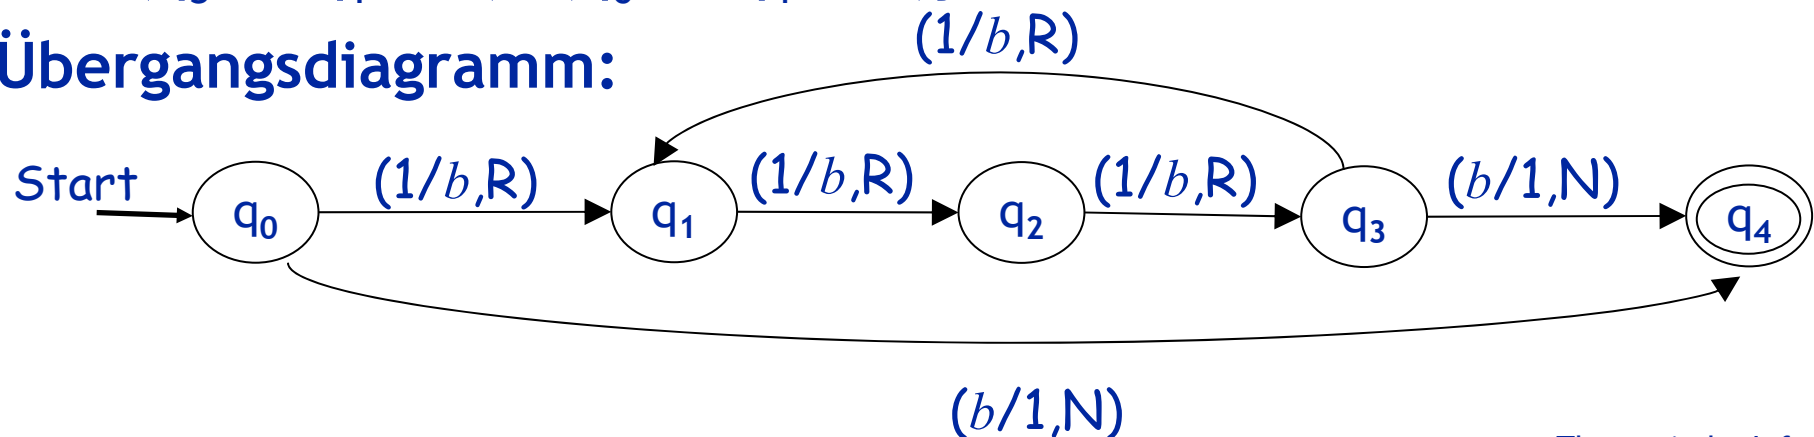 (1/b,R)
Übergangsdiagramm:
Start
(1/b,R)
(1/b,R)
(1/b,R)
(b/1,N)
q0
q1
q2
q3
q4
(b/1,N)